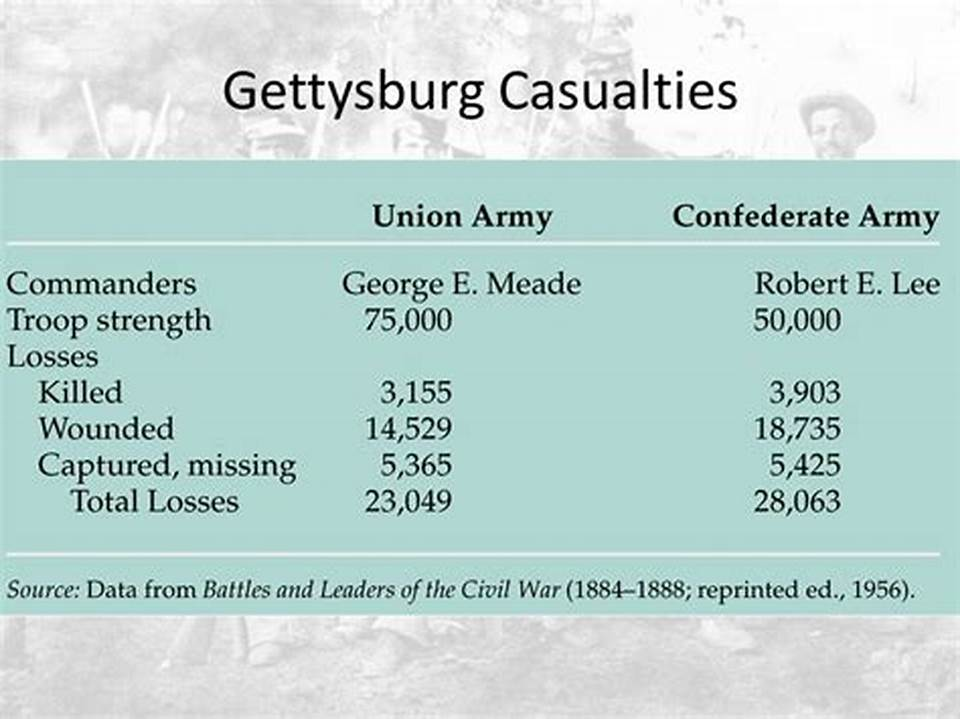 Gettysburg Casualties
Union Army Confederate Army
Commanders George E. Meade Robert E. Lee
Troop strength 75,000 50,000
Losses
Killed 3,155 3,903
Wounded 14,529 18,735
Captured, missing 5,365 5,425
Total Losses 23,049 28,063
Source: Data from Battles and Leaders of the Civil War (1884–1888; reprinted ed., 1956).